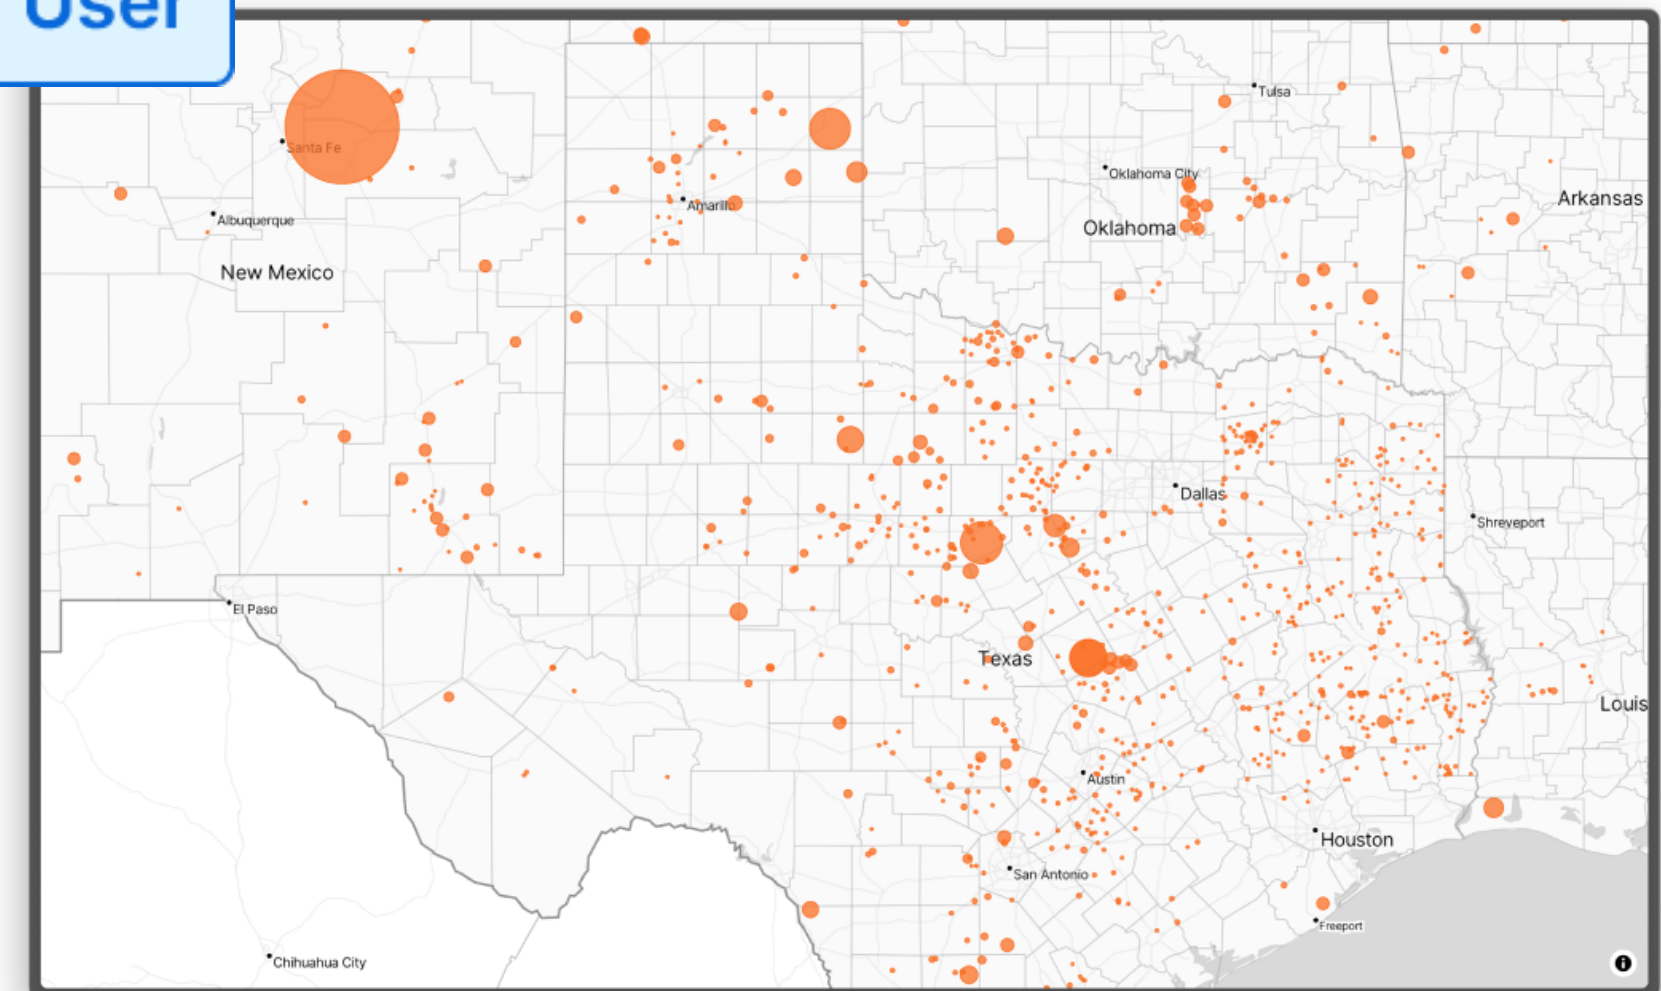 User
Tulsa
Santa Fe
Oklahoma City
Arkansas
Amarillo
Albuquerque
Oklahoma
New Mexico
Dallas
Shreveport
El Paso
Texas
Louis
Austin
Houston
San Antonio
Freeport
Chihuahua City